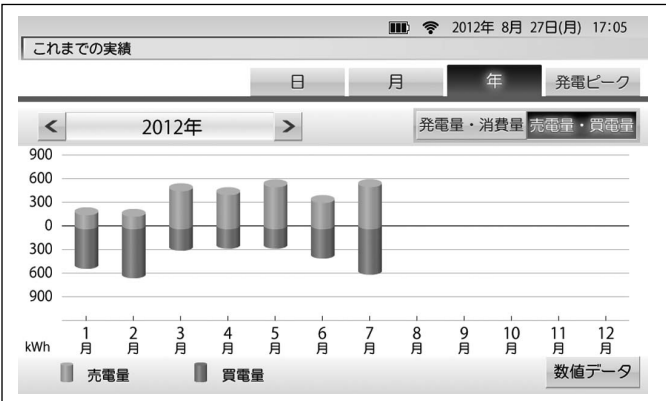 2012年 8月 27日(月) 17:05
これまでの実績
日 月 年 発電ピーク
< 2012年 > 発電量・消費量 売電量・買電量
900
600
300
0
300
600
900
kWh 1月 2月 3月 4月 5月 6月 7月 8月 9月 10月 11月 12月
売電量 買電量 数値データ